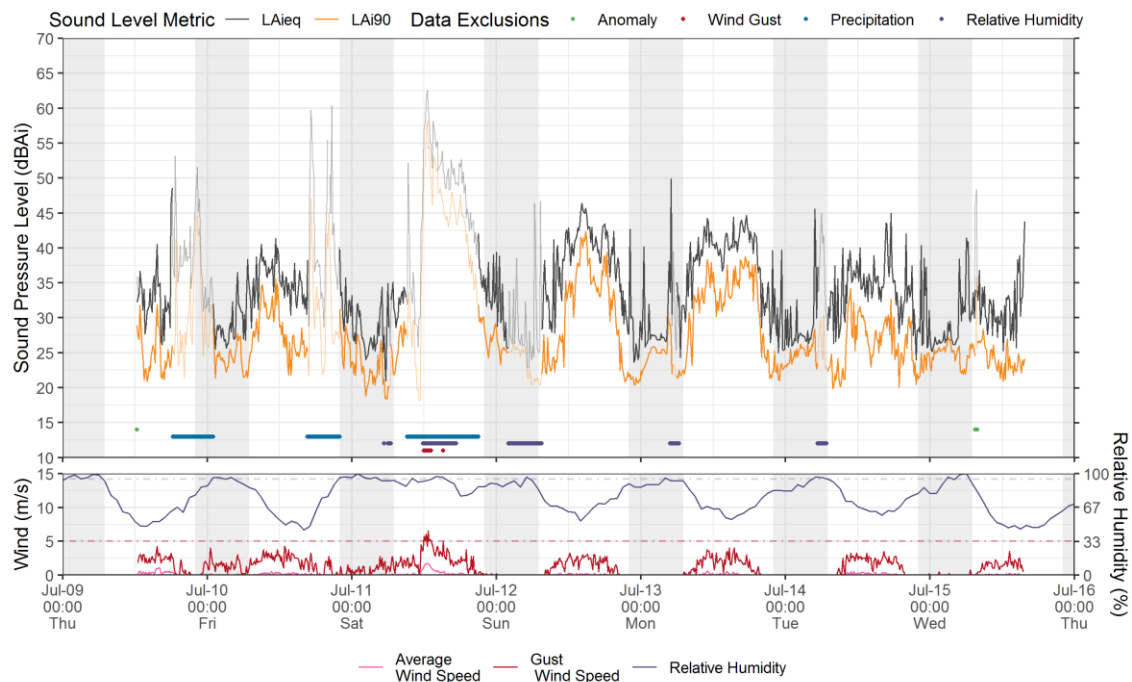 Sound Level Metric LAieq LAi90 Data Exclusions Anomaly Wind Gust Precipitation Relative Humidity
70
65
60
55
50
45
40
35
30
25
20
15
10
Sound Pressure Level (dBAi)
15
10
5
0
Wind (m/s)
100
67
33
0
Relative Humidity (%)
Jul-09 Jul-10 Jul-11 Jul-12 Jul-13 Jul-14 Jul-15 Jul-16
00:00 00:00 00:00 00:00 00:00 00:00 00:00 00:00
Thu Fri Sat Sun Mon Tue Wed Thu
Average Gust Relative Humidity
Wind Speed Wind Speed